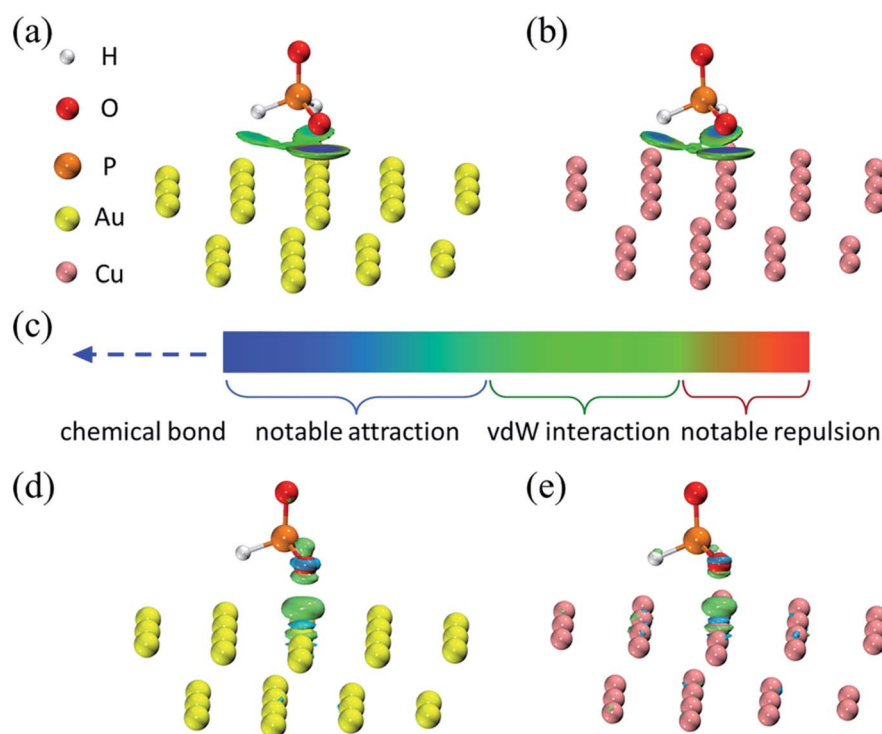 (a)
H
O
P
Au
Cu
(b)
(c)
chemical bond notable attraction vdW interaction notable repulsion
(d)
(e)